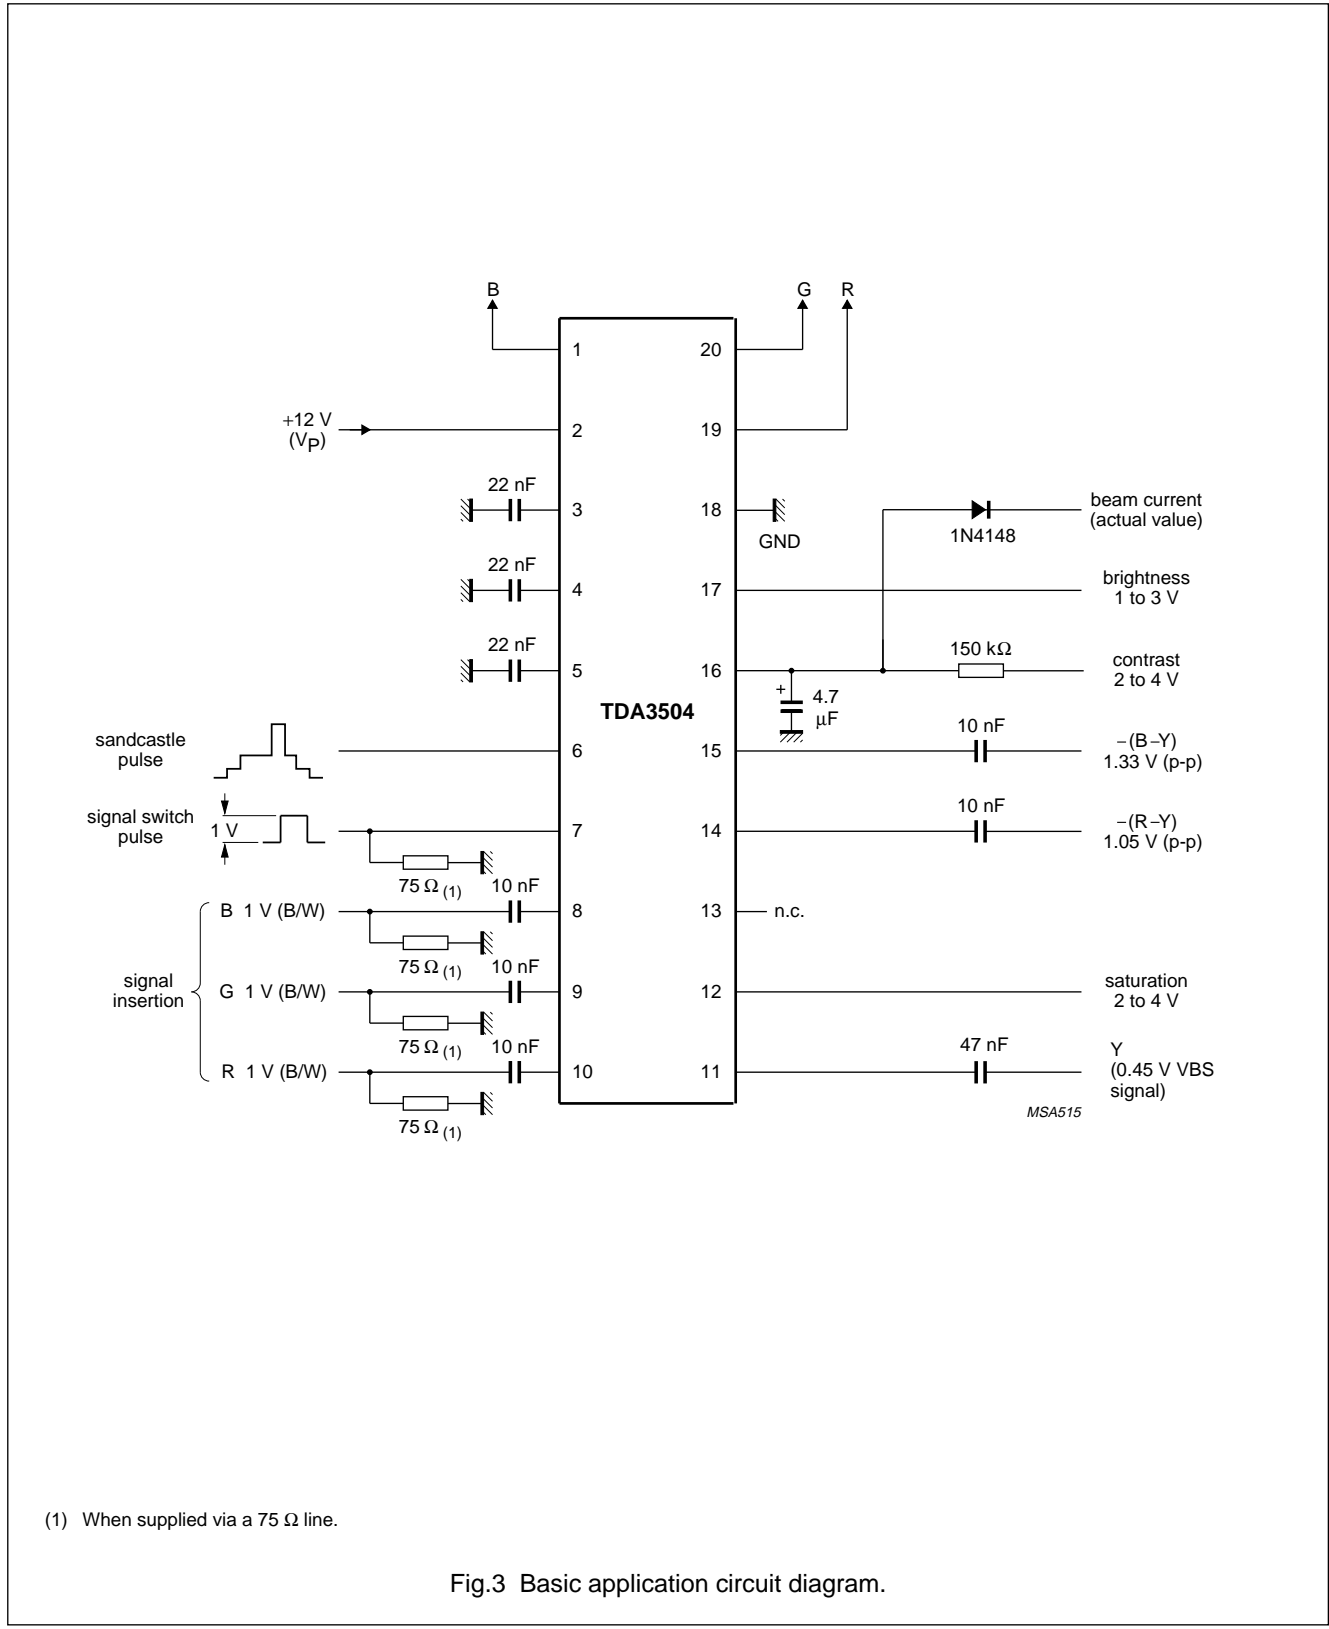 B
G
R
1
20
+12 V
(VP)
2
19
22 nF
3
18
GND
beam current
(actual value)
1N4148
22 nF
4
17
brightness
1 to 3 V
22 nF
5
16
150 kΩ
contrast
2 to 4 V
+
4.7
μF
TDA3504
sandcastle
pulse
6
15
10 nF
−(B−Y)
1.33 V (p-p)
signal switch
pulse
1 V
7
14
10 nF
−(R−Y)
1.05 V (p-p)
75 Ω (1)
10 nF
B 1 V (B/W)
8
13
n.c.
75 Ω (1)
10 nF
signal
insertion
G 1 V (B/W)
9
12
saturation
2 to 4 V
75 Ω (1)
10 nF
R 1 V (B/W)
10
11
47 nF
Y
(0.45 V VBS
signal)
75 Ω (1)
MSA515
(1) When supplied via a 75 Ω line.
Fig.3 Basic application circuit diagram.